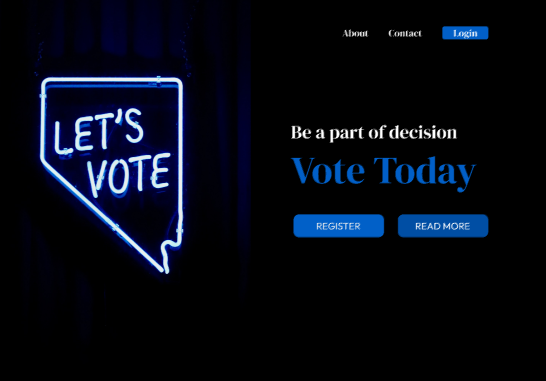 About Contact Login
LET'S
VOTE
Be a part of decision
Vote Today
REGISTER READ MORE